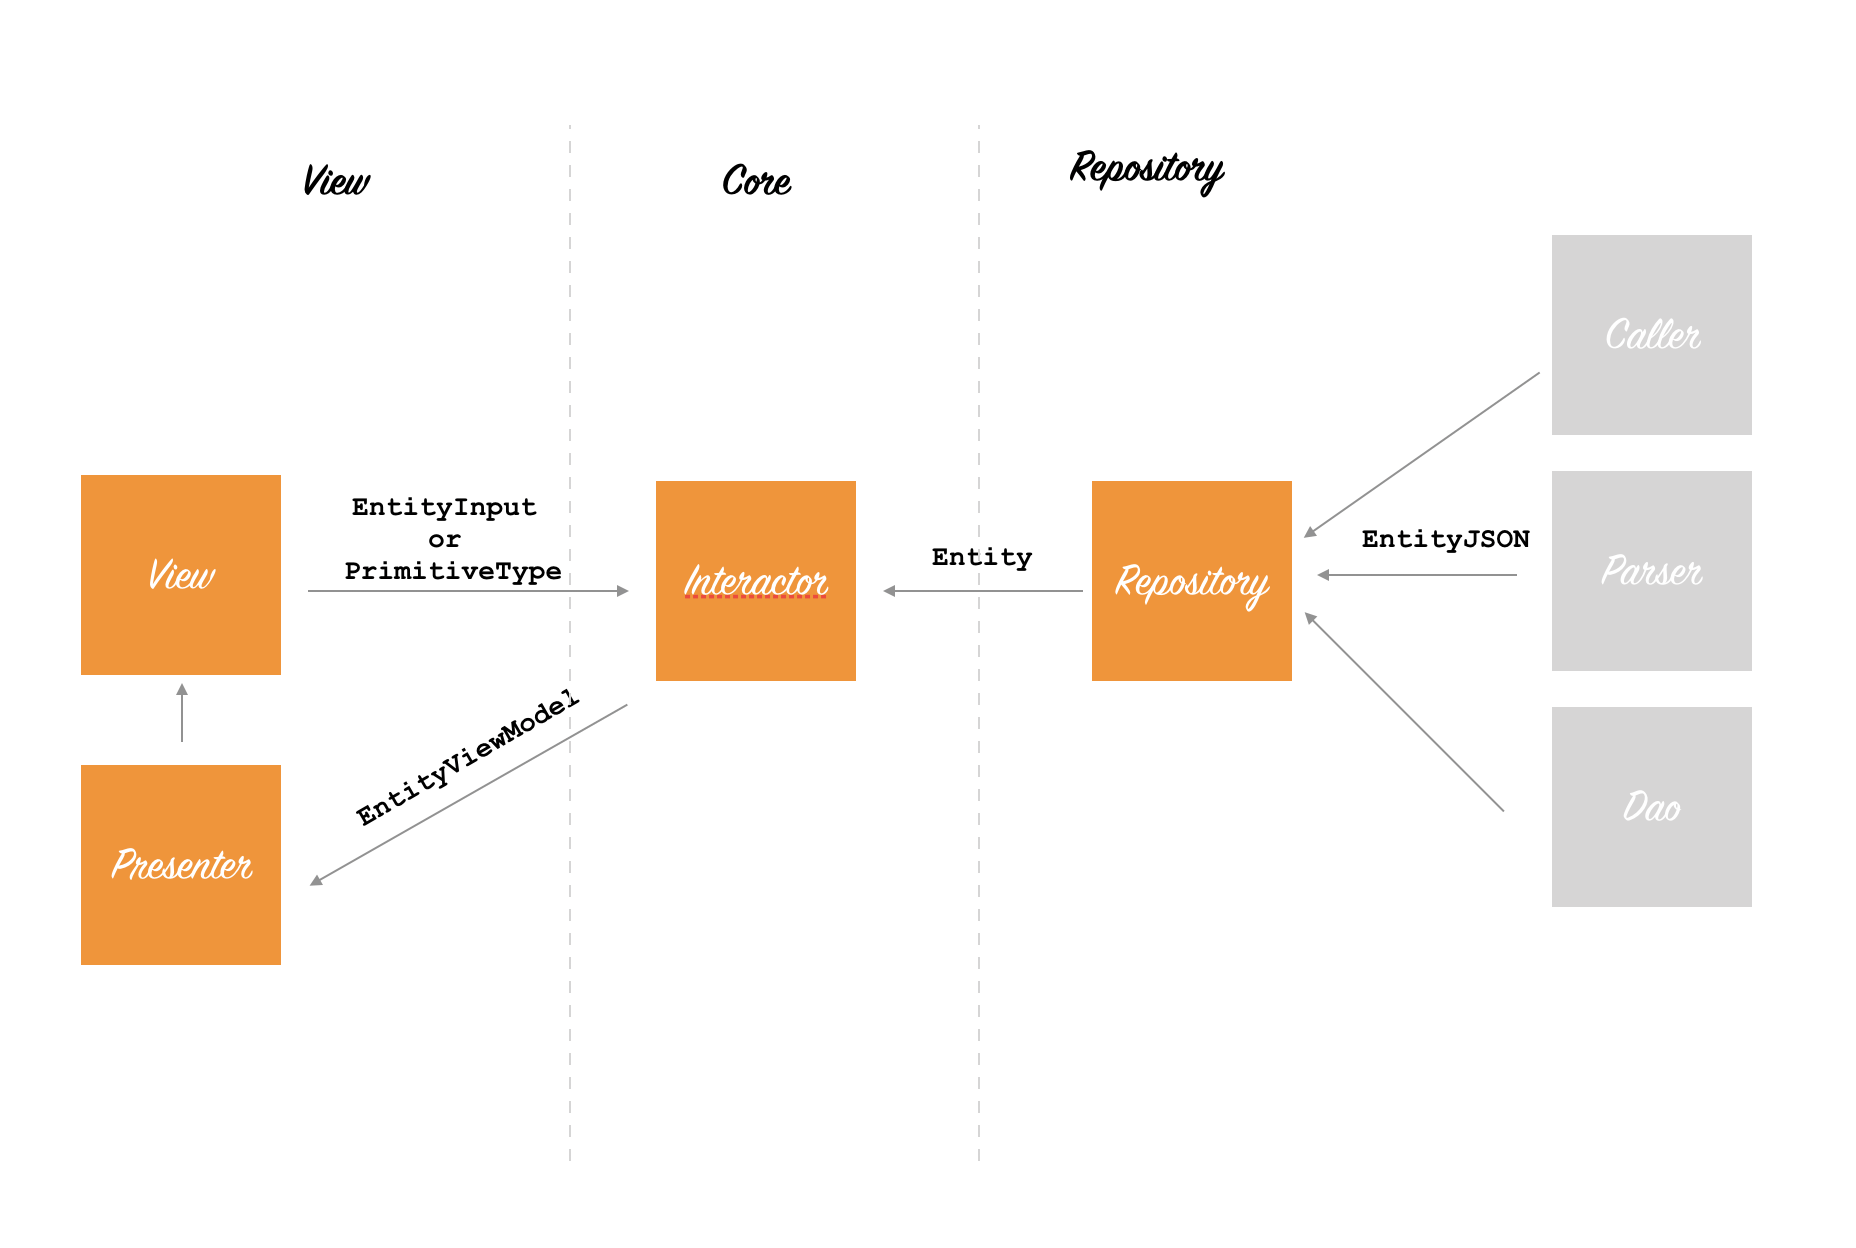 View
Core
Repository
Caller
EntityInput
or
PrimitiveType
View
Interactor
Entity
Repository
EntityJSON
Parser
EntityViewModel
Presenter
Dao